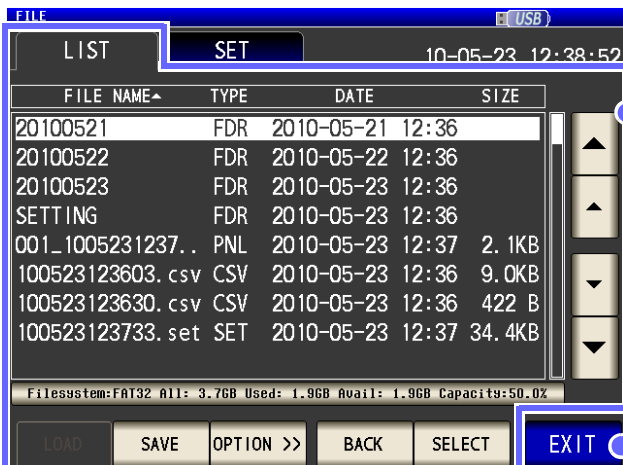 FILE USB
LIST SET 10-05-23 12:38:52
FILE NAME▲ TYPE DATE SIZE
20100521 FDR 2010-05-21 12:36
20100522 FDR 2010-05-22 12:36
20100523 FDR 2010-05-23 12:36
SETTING FDR 2010-05-23 12:36
001_1005231237.. PNL 2010-05-23 12:37 2.1KB
100523123603.csv CSV 2010-05-23 12:36 9.0KB
100523123630.csv CSV 2010-05-23 12:36 422 B
100523123733.set SET 2010-05-23 12:37 34.4KB
Filesystem:FAT32 All: 3.7GB Used: 1.9GB Avail: 1.9GB Capacity:50.0%
LOAD SAVE OPTION >> BACK SELECT EXIT